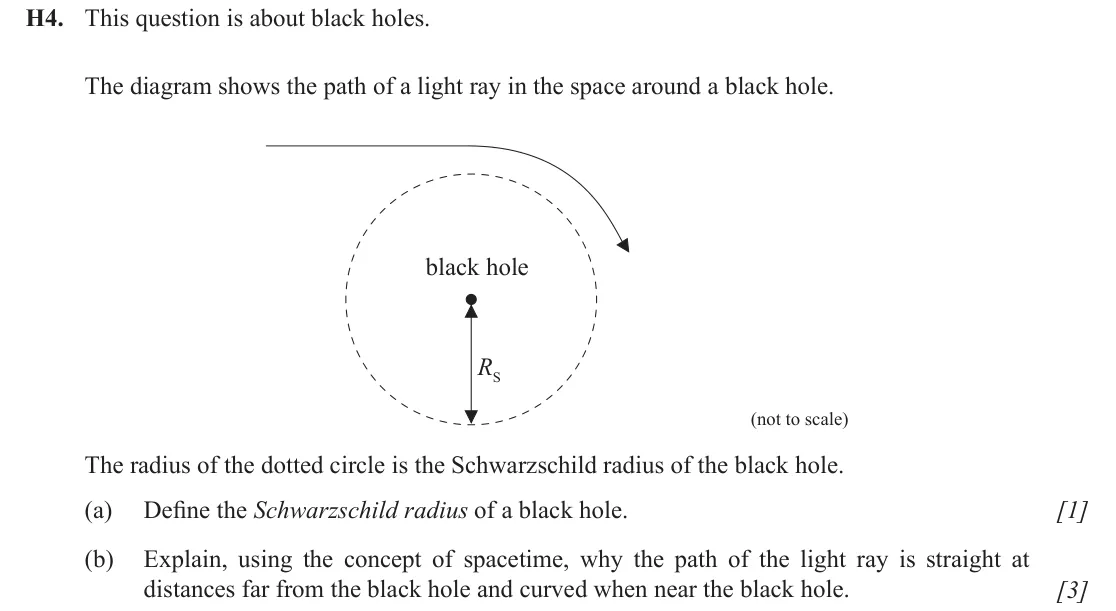 H4. This question is about black holes.
The diagram shows the path of a light ray in the space around a black hole.
black hole
R_S
(not to scale)
The radius of the dotted circle is the Schwarzschild radius of the black hole.
(a) Define the Schwarzschild radius of a black hole. [1]
(b) Explain, using the concept of spacetime, why the path of the light ray is straight at
distances far from the black hole and curved when near the black hole. [3]